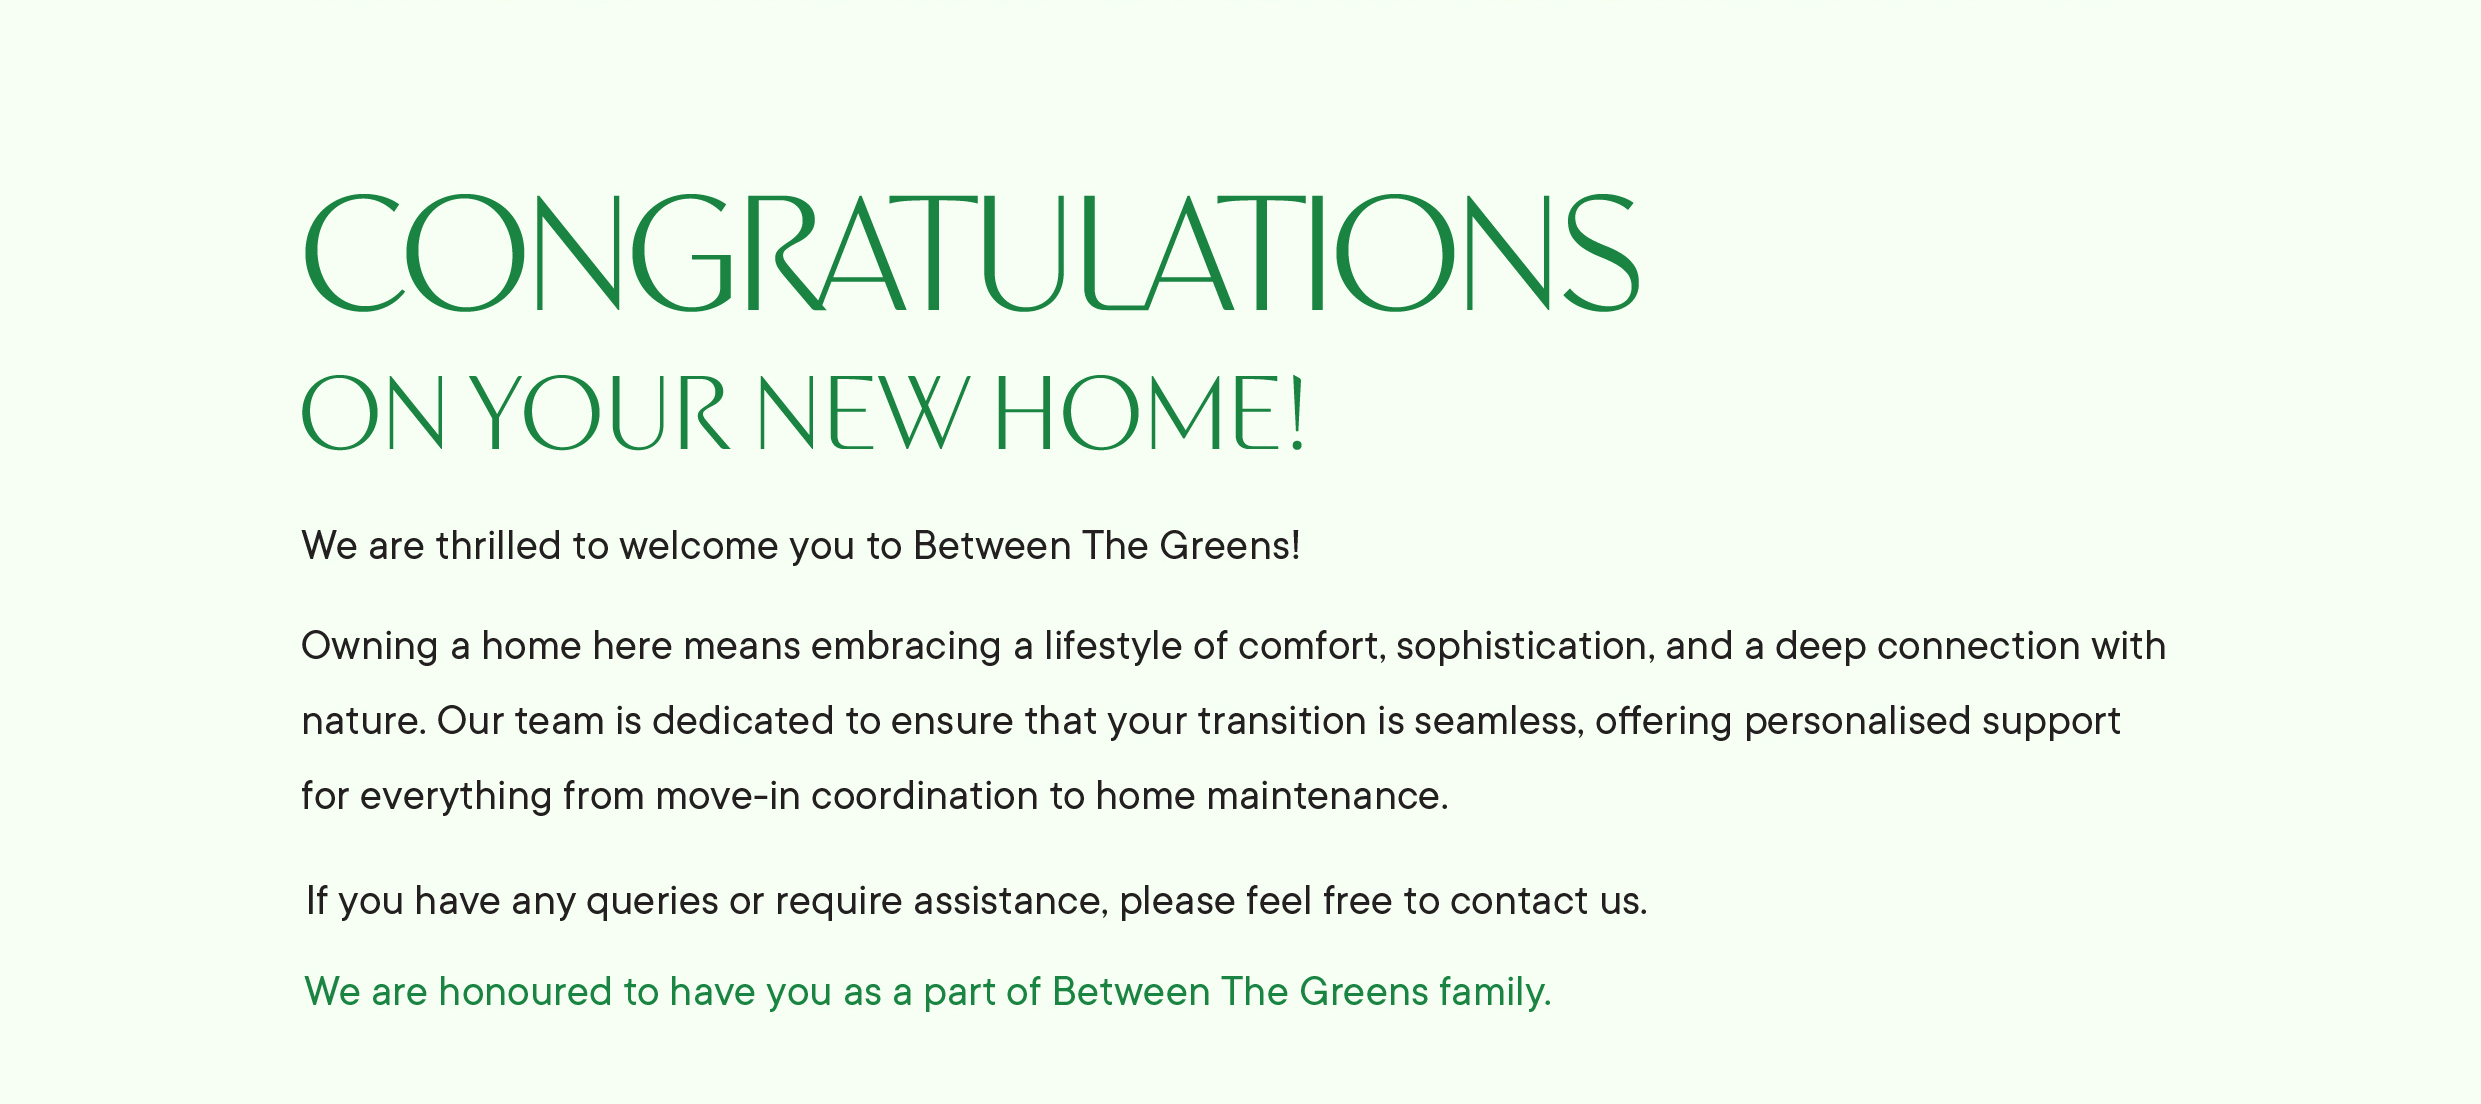 CONGRATULATIONS
ON YOUR NEW HOME!
We are thrilled to welcome you to Between The Greens!
Owning a home here means embracing a lifestyle of comfort, sophistication, and a deep connection with
nature. Our team is dedicated to ensure that your transition is seamless, offering personalised support
for everything from move-in coordination to home maintenance.
If you have any queries or require assistance, please feel free to contact us.
We are honoured to have you as a part of Between The Greens family.